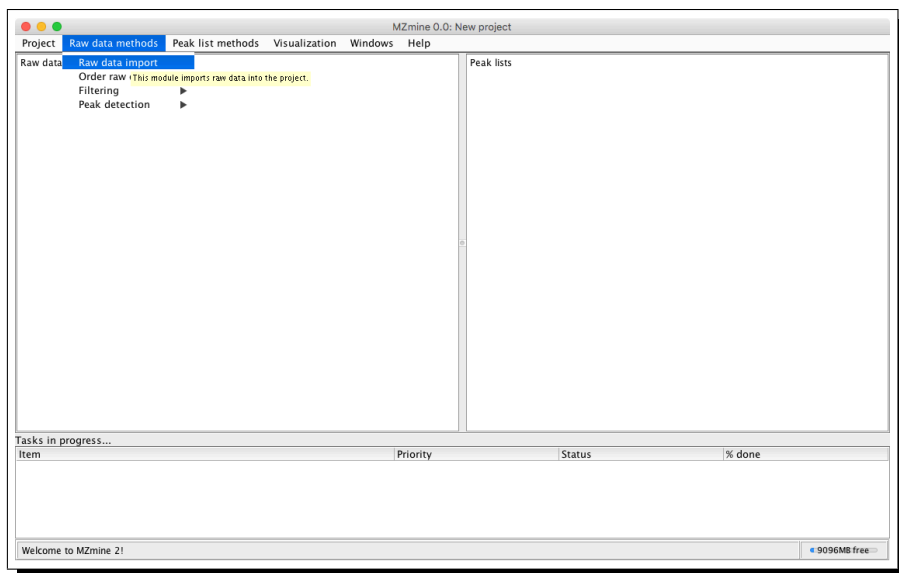 MZmine 0.0: New project
Project Raw data methods Peak list methods Visualization Windows Help
Raw data
Raw data import
Order raw
This module imports raw data into the project.
Filtering
Peak detection
Peak lists
Tasks in progress...
Item Priority Status % done
Welcome to MZmine 2!
9096MB free